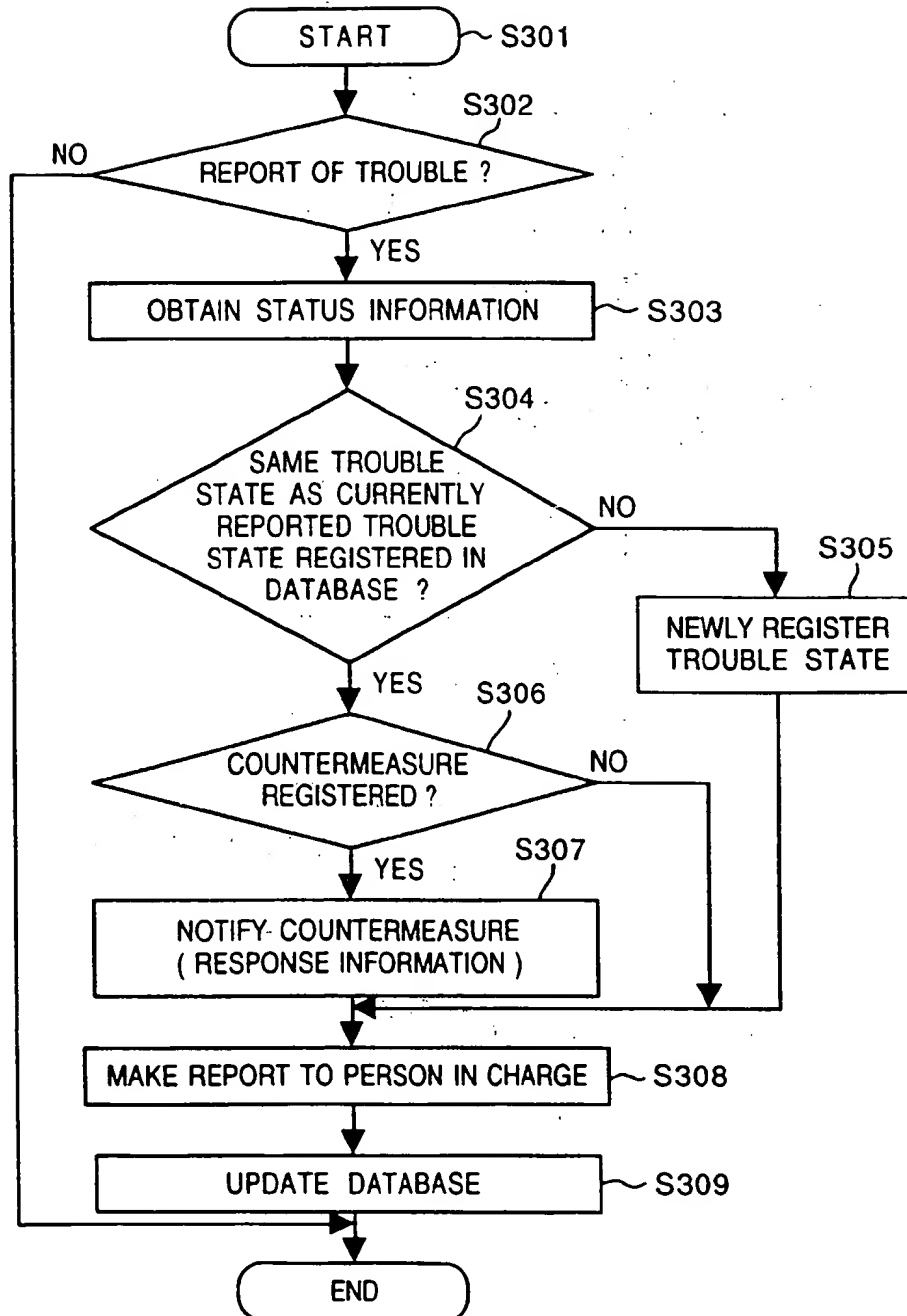 START
S301
S302
NO
REPORT OF TROUBLE ?
YES
OBTAIN STATUS INFORMATION
S303
S304
SAME TROUBLE
STATE AS CURRENTLY
REPORTED TROUBLE
STATE REGISTERED IN
DATABASE ?
NO
S305
NEWLY REGISTER
TROUBLE STATE
YES
S306
COUNTERMEASURE
REGISTERED ?
NO
YES
S307
NOTIFY COUNTERMEASURE
( RESPONSE INFORMATION )
MAKE REPORT TO PERSON IN CHARGE
S308
UPDATE DATABASE
S309
END